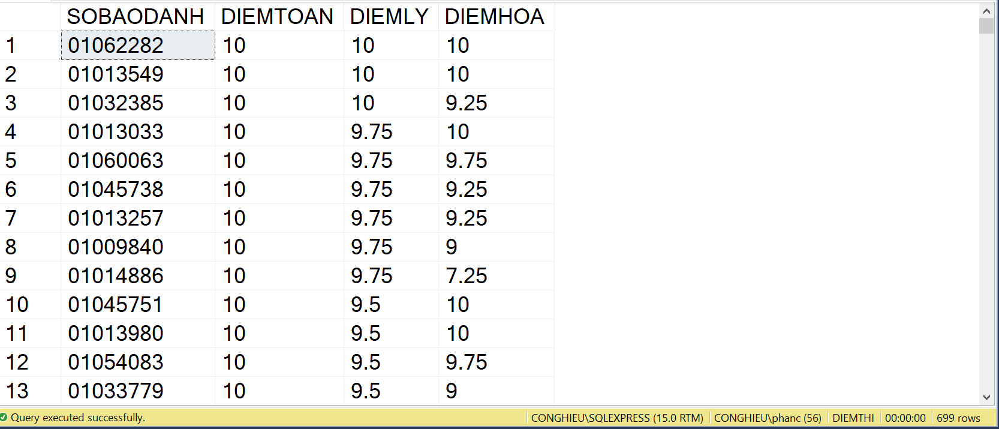 SOBAODANH DIEMTOAN DIEMLY DIEMHOA
1 01062282 10 10 10
2 01013549 10 10 10
3 01032385 10 10 9.25
4 01013033 10 9.75 10
5 01060063 10 9.75 9.75
6 01045738 10 9.75 9.25
7 01013257 10 9.75 9.25
8 01009840 10 9.75 9
9 01014886 10 9.75 7.25
10 01045751 10 9.5 10
11 01013980 10 9.5 10
12 01054083 10 9.5 9.75
13 01033779 10 9.5 9
Query executed successfully. CONGHIEU\SQLEXPRESS (15.0 RTM) CONGHIEU\phanc (56) DIEMTHI 00:00:00 699 rows